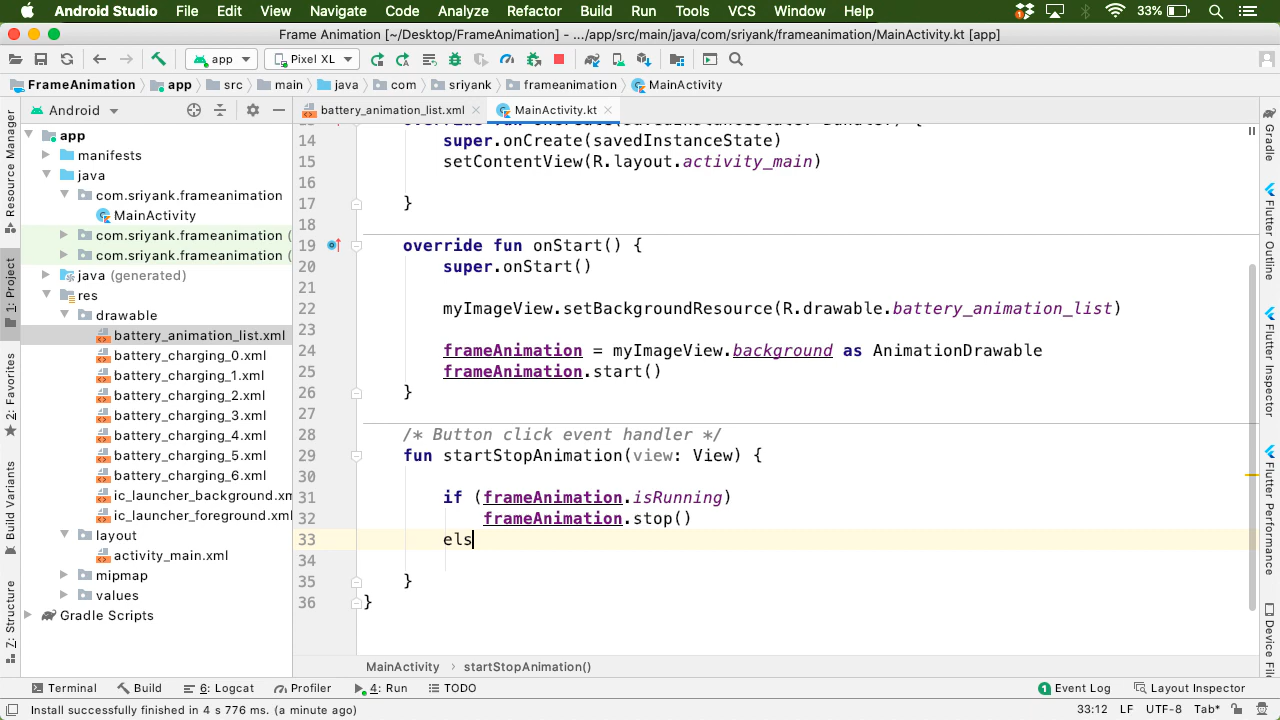 Android Studio File Edit View Navigate Code Analyze Refactor Build Run Tools VCS Window Help 33%
Frame Animation [~/Desktop/FrameAnimation] – .../app/src/main/java/com/sriyank/frameanimation/MainActivity.kt [app]
app Pixel XL
FrameAnimation app src main java com sriyank frameanimation MainActivity
Android
battery_animation_list.xml MainActivity.kt
Resource Manager
1: Project
2: Favorites
Build Variants
Z: Structure
app
manifests
java
com.sriyank.frameanimation
MainActivity
com.sriyank.frameanimation (
com.sriyank.frameanimation (
java (generated)
res
drawable
battery_animation_list.xml
battery_charging_0.xml
battery_charging_1.xml
battery_charging_2.xml
battery_charging_3.xml
battery_charging_4.xml
battery_charging_5.xml
battery_charging_6.xml
ic_launcher_background.xm
ic_launcher_foreground.xml
layout
activity_main.xml
mipmap
values
Gradle Scripts
14 super.onCreate(savedInstanceState)
15 setContentView(R.layout.activity_main)
16
17 }
18
19 override fun onStart() {
20 super.onStart()
21
22 myImageView.setBackgroundResource(R.drawable.battery_animation_list)
23
24 frameAnimation = myImageView.background as AnimationDrawable
25 frameAnimation.start()
26 }
27
28 /* Button click event handler */
29 fun startStopAnimation(view: View) {
30
31 if (frameAnimation.isRunning)
32 frameAnimation.stop()
33 els
34
35 }
36 }
Gradle
Flutter Outline
Flutter Inspector
Flutter Performance
Device Fil
MainActivity startStopAnimation()
Terminal Build 6: Logcat Profiler 4: Run TODO 1 Event Log Layout Inspector
Install successfully finished in 4 s 776 ms. (a minute ago) 33:12 LF UTF-8 Tab*